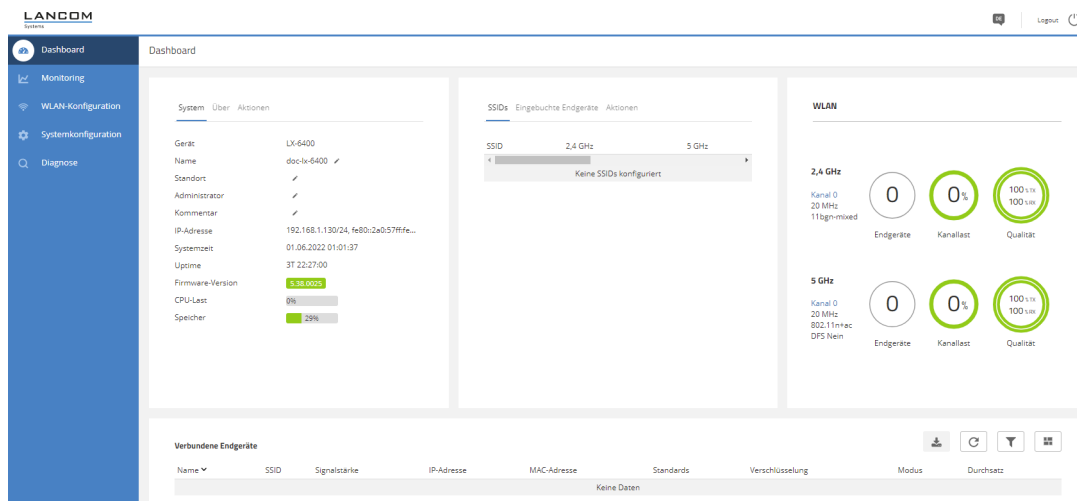 LANCOM
Systems
DE
Logout
Dashboard
Monitoring
WLAN-Konfiguration
Systemkonfiguration
Diagnose
Dashboard
System Über Aktionen
Gerät LX-6400
Name doc-lx-6400
Standort
Administrator
Kommentar
IP-Adresse 192.168.1.130/24, fe80::2a0:57ff:fe...
Systemzeit 01.06.2022 01:01:37
Uptime 3T 22:27:00
Firmware-Version 5.38.0025
CPU-Last 0%
Speicher 29%
SSIDs Eingebuchte Endgeräte Aktionen
SSID 2,4 GHz 5 GHz
Keine SSIDs konfiguriert
WLAN
2,4 GHz
Kanal 0
20 MHz
11bgn-mixed
0
Endgeräte
0%
Kanallast
100 %TX
100 %RX
Qualität
5 GHz
Kanal 0
20 MHz
802.11n+ac
DFS Nein
0
Endgeräte
0%
Kanallast
100 %TX
100 %RX
Qualität
Verbundene Endgeräte
Name SSID Signalstärke IP-Adresse MAC-Adresse Standards Verschlüsselung Modus Durchsatz
Keine Daten